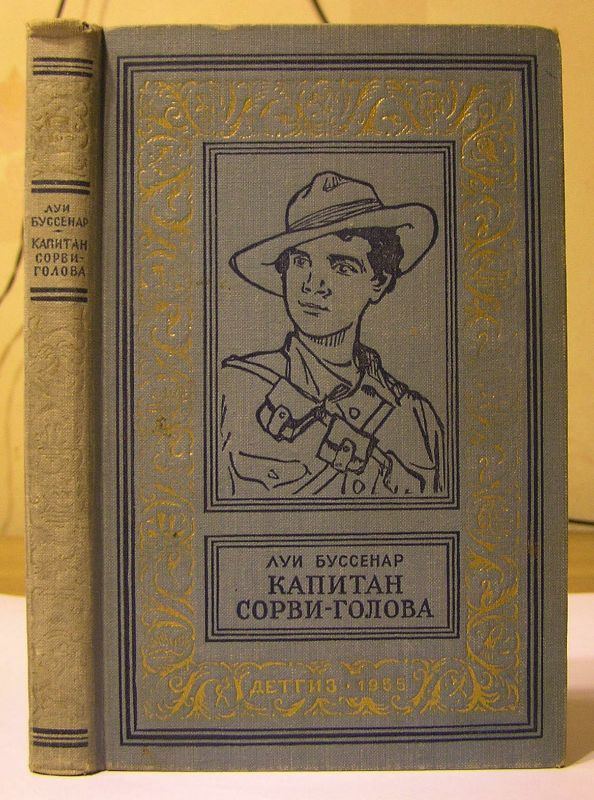 ЛУИ
БУССЕНАР
КАПИТАН
СОРВИ-
ГОЛОВА
ЛУИ БУССЕНАР
КАПИТАН
СОРВИ-ГОЛОВА
ДЕТГИЗ · 1955